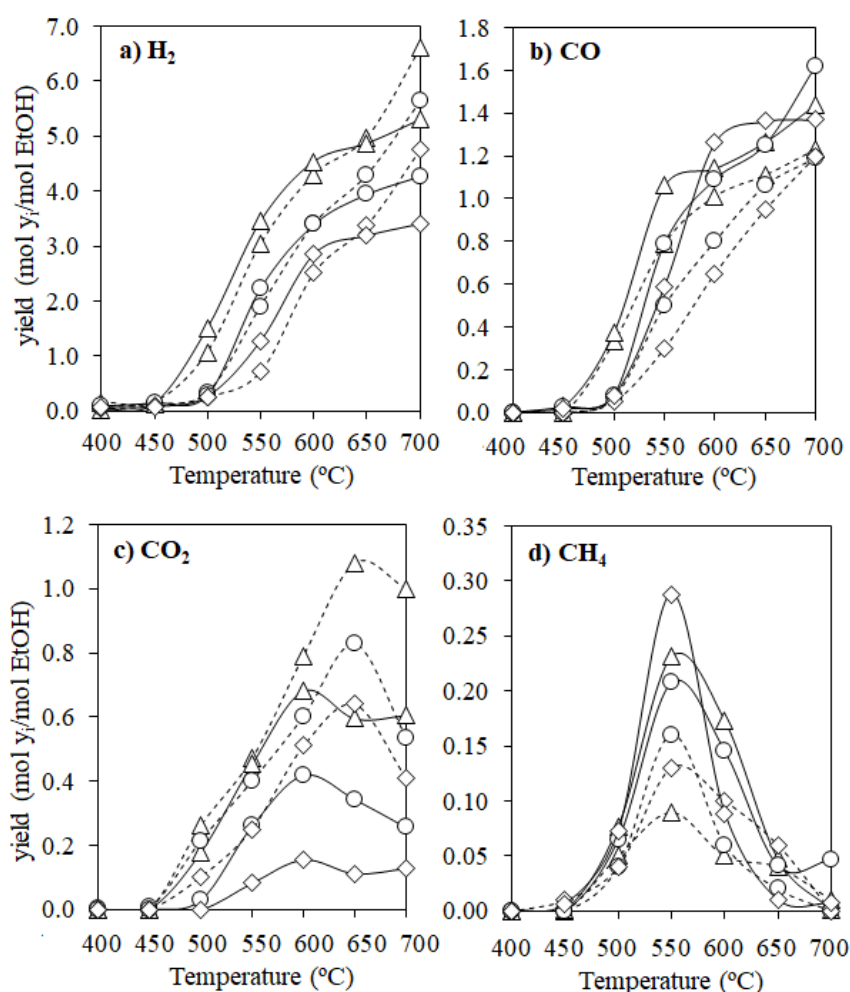 a) H₂
7.0
6.0
5.0
4.0
3.0
2.0
1.0
0.0
400 450 500 550 600 650 700
Temperature (ºC)
yield (mol yᵢ/mol EtOH)
b) CO
1.8
1.6
1.4
1.2
1.0
0.8
0.6
0.4
0.2
0.0
400 450 500 550 600 650 700
Temperature (ºC)
c) CO₂
1.2
1.0
0.8
0.6
0.4
0.2
0.0
400 450 500 550 600 650 700
Temperature (ºC)
yield (mol yᵢ/mol EtOH)
d) CH₄
0.35
0.30
0.25
0.20
0.15
0.10
0.05
0.00
400 450 500 550 600 650 700
Temperature (ºC)